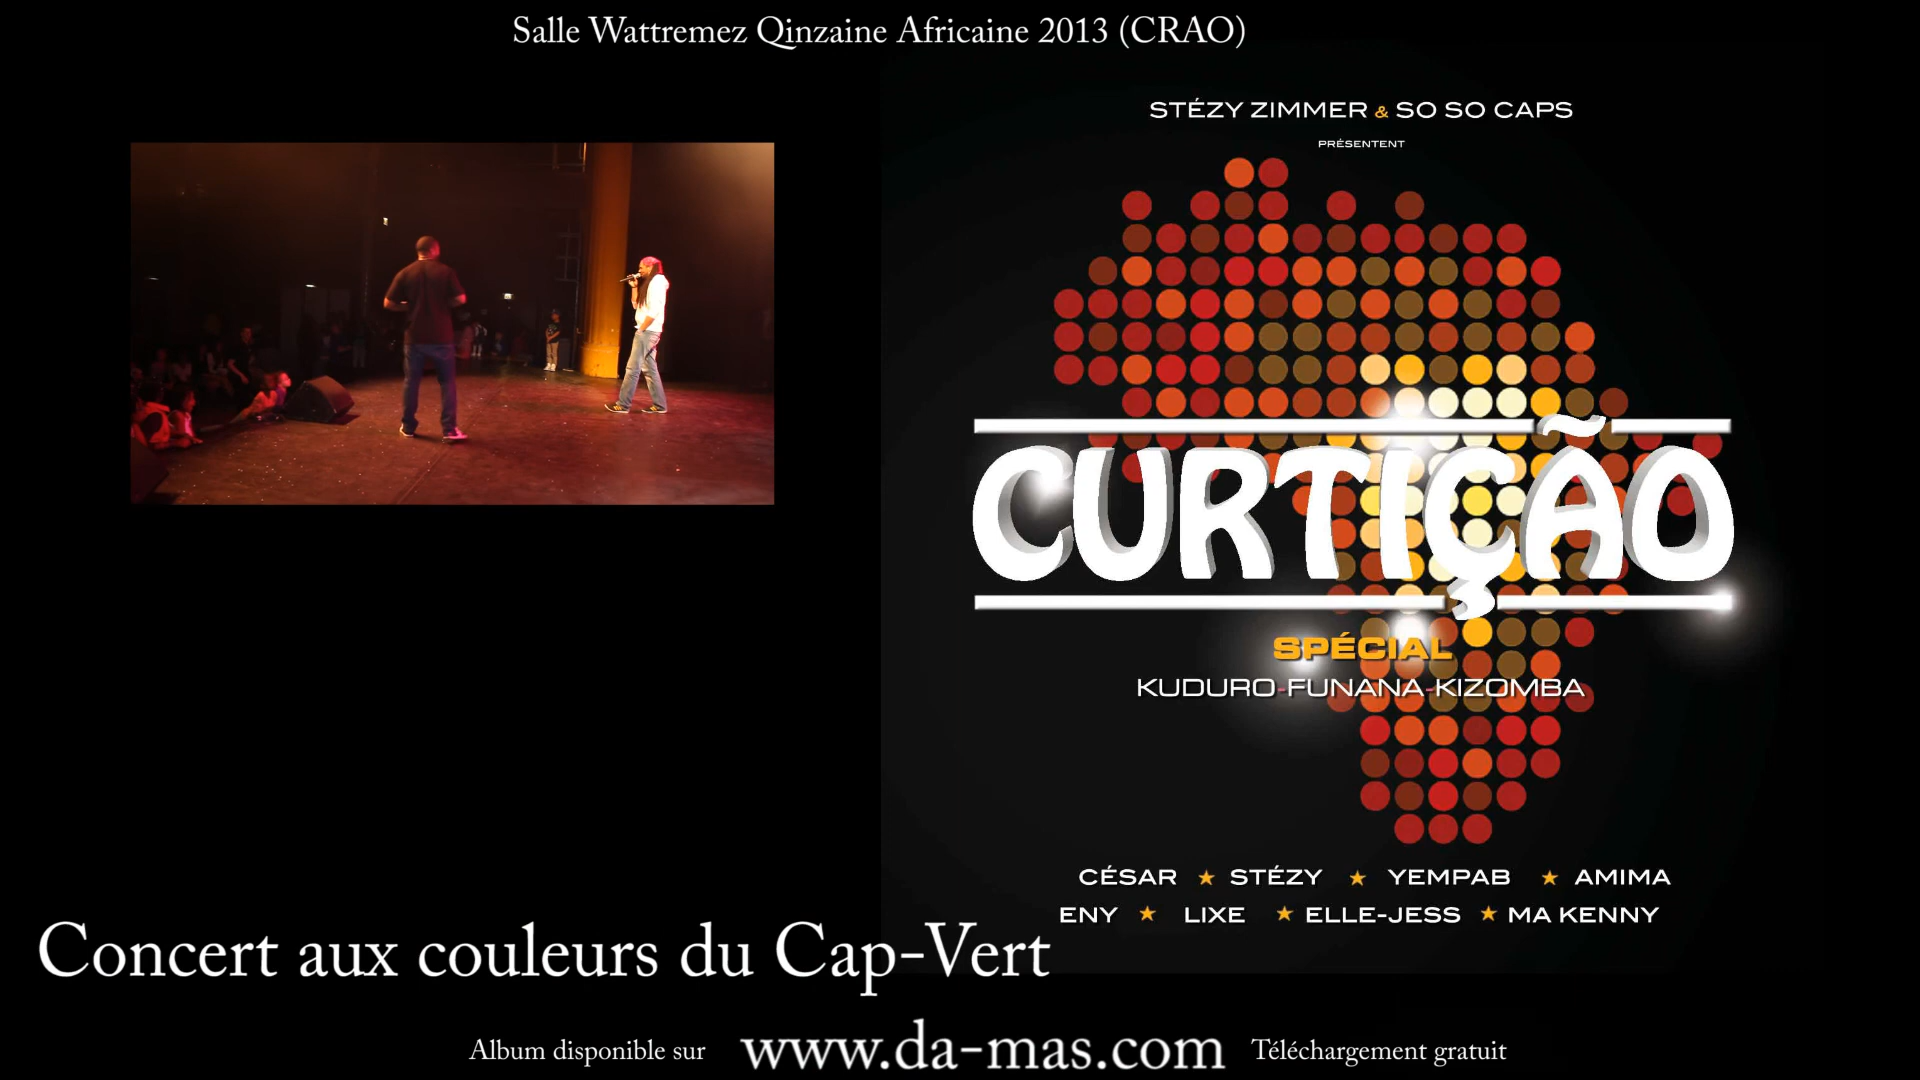 Salle Wattremez Qinzaine Africaine 2013 (CRAO)
STÉZY ZIMMER & SO SO CAPS
PRÉSENTENT
CURTIÇÃO
SPÉCIAL
KUDURO-FUNANA-KIZOMBA
CÉSAR ★ STÉZY ★ YEMPAB ★ AMIMA
ENY ★ LIXE ★ ELLE-JESS ★ MA KENNY
Concert aux couleurs du Cap-Vert
Album disponible sur www.da-mas.com Téléchargement gratuit